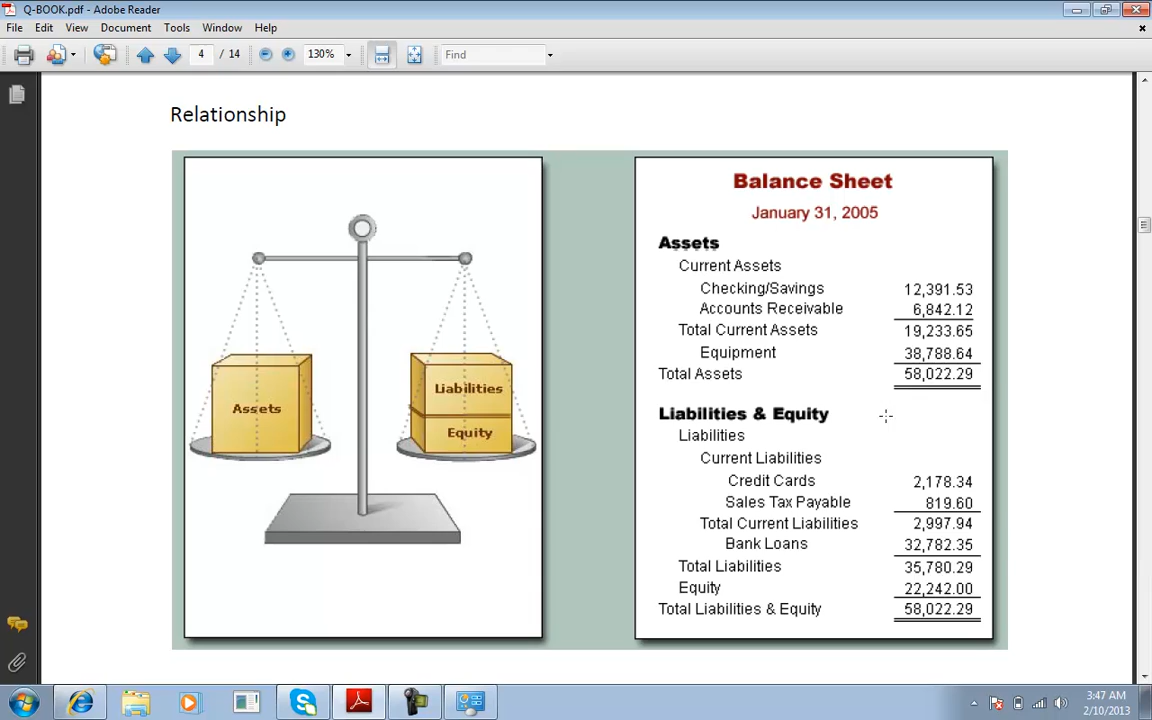 Q-BOOK.pdf - Adobe Reader
File Edit View Document Tools Window Help
4 / 14 130% Find
Relationship
Assets
Liabilities
Equity
Balance Sheet
January 31, 2005
Assets
Current Assets
Checking/Savings 12,391.53
Accounts Receivable 6,842.12
Total Current Assets 19,233.65
Equipment 38,788.64
Total Assets 58,022.29
Liabilities & Equity
Liabilities
Current Liabilities
Credit Cards 2,178.34
Sales Tax Payable 819.60
Total Current Liabilities 2,997.94
Bank Loans 32,782.35
Total Liabilities 35,780.29
Equity 22,242.00
Total Liabilities & Equity 58,022.29
3:47 AM
2/10/2013